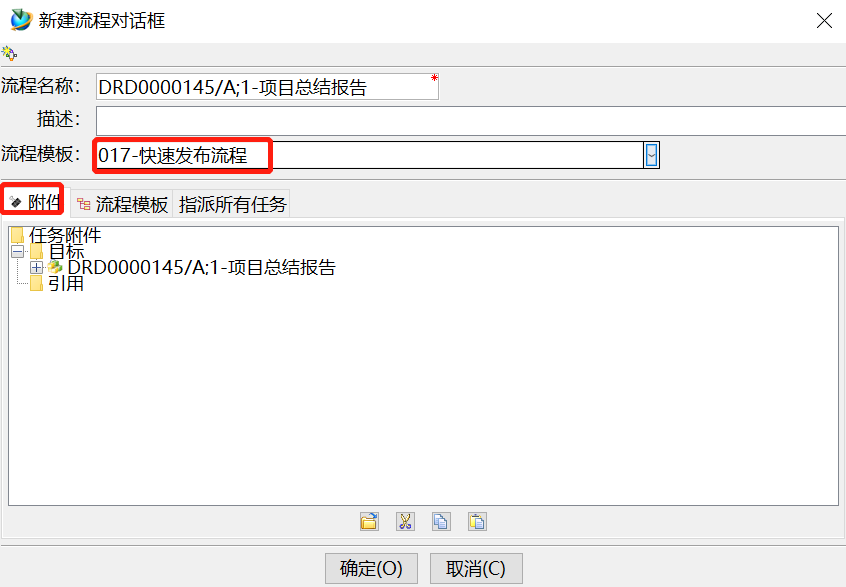 新建流程对话框
流程名称： DRD0000145/A;1-项目总结报告 *
描述：
流程模板： 017-快速发布流程
附件 流程模板 指派所有任务
任务附件
目标
DRD0000145/A;1-项目总结报告
引用
确定(O) 取消(C)